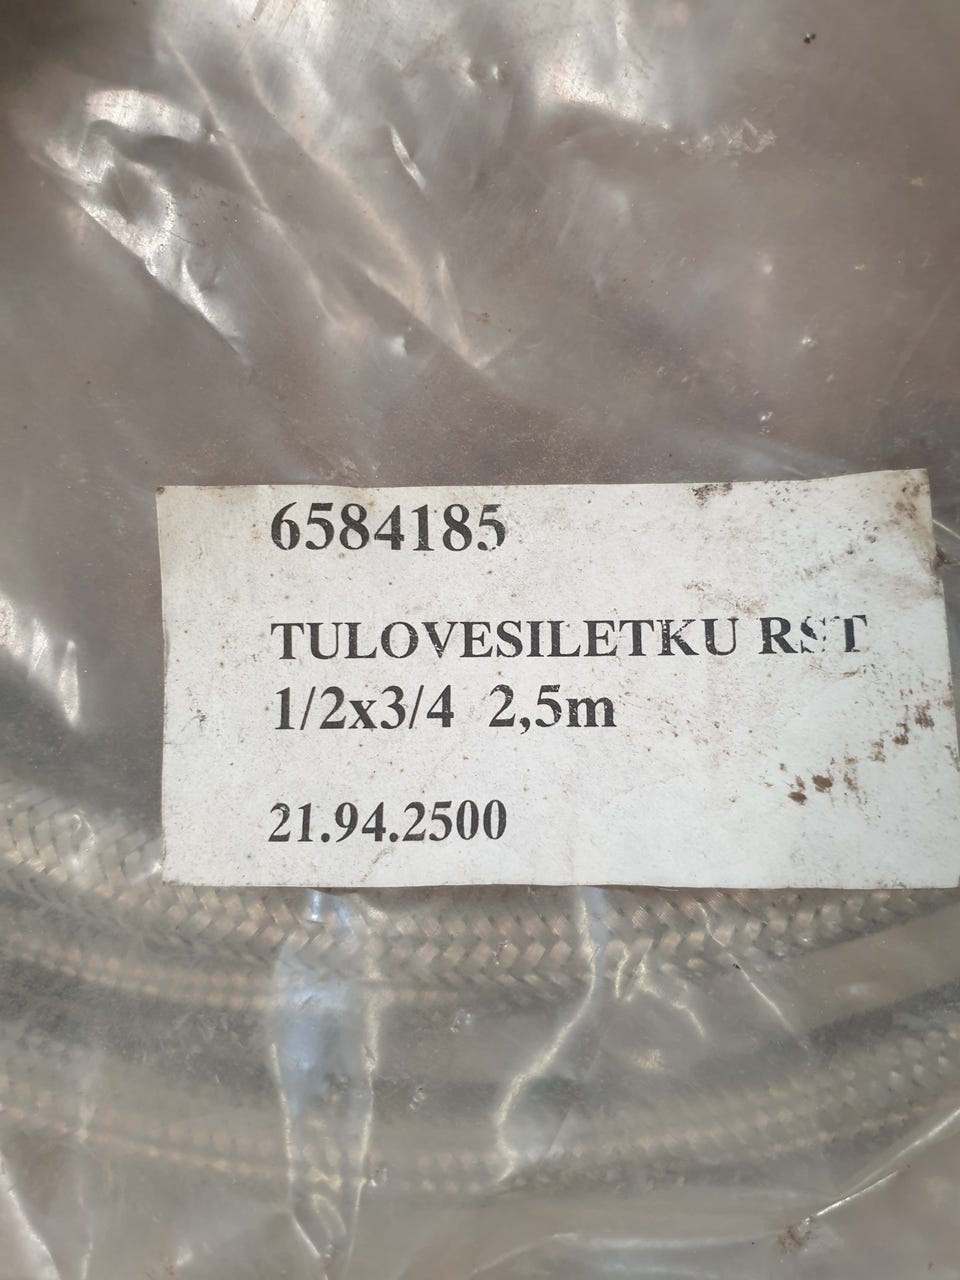 6584185
TULOVESILETKU RST
1/2x3/4 2,5m
21.94.2500